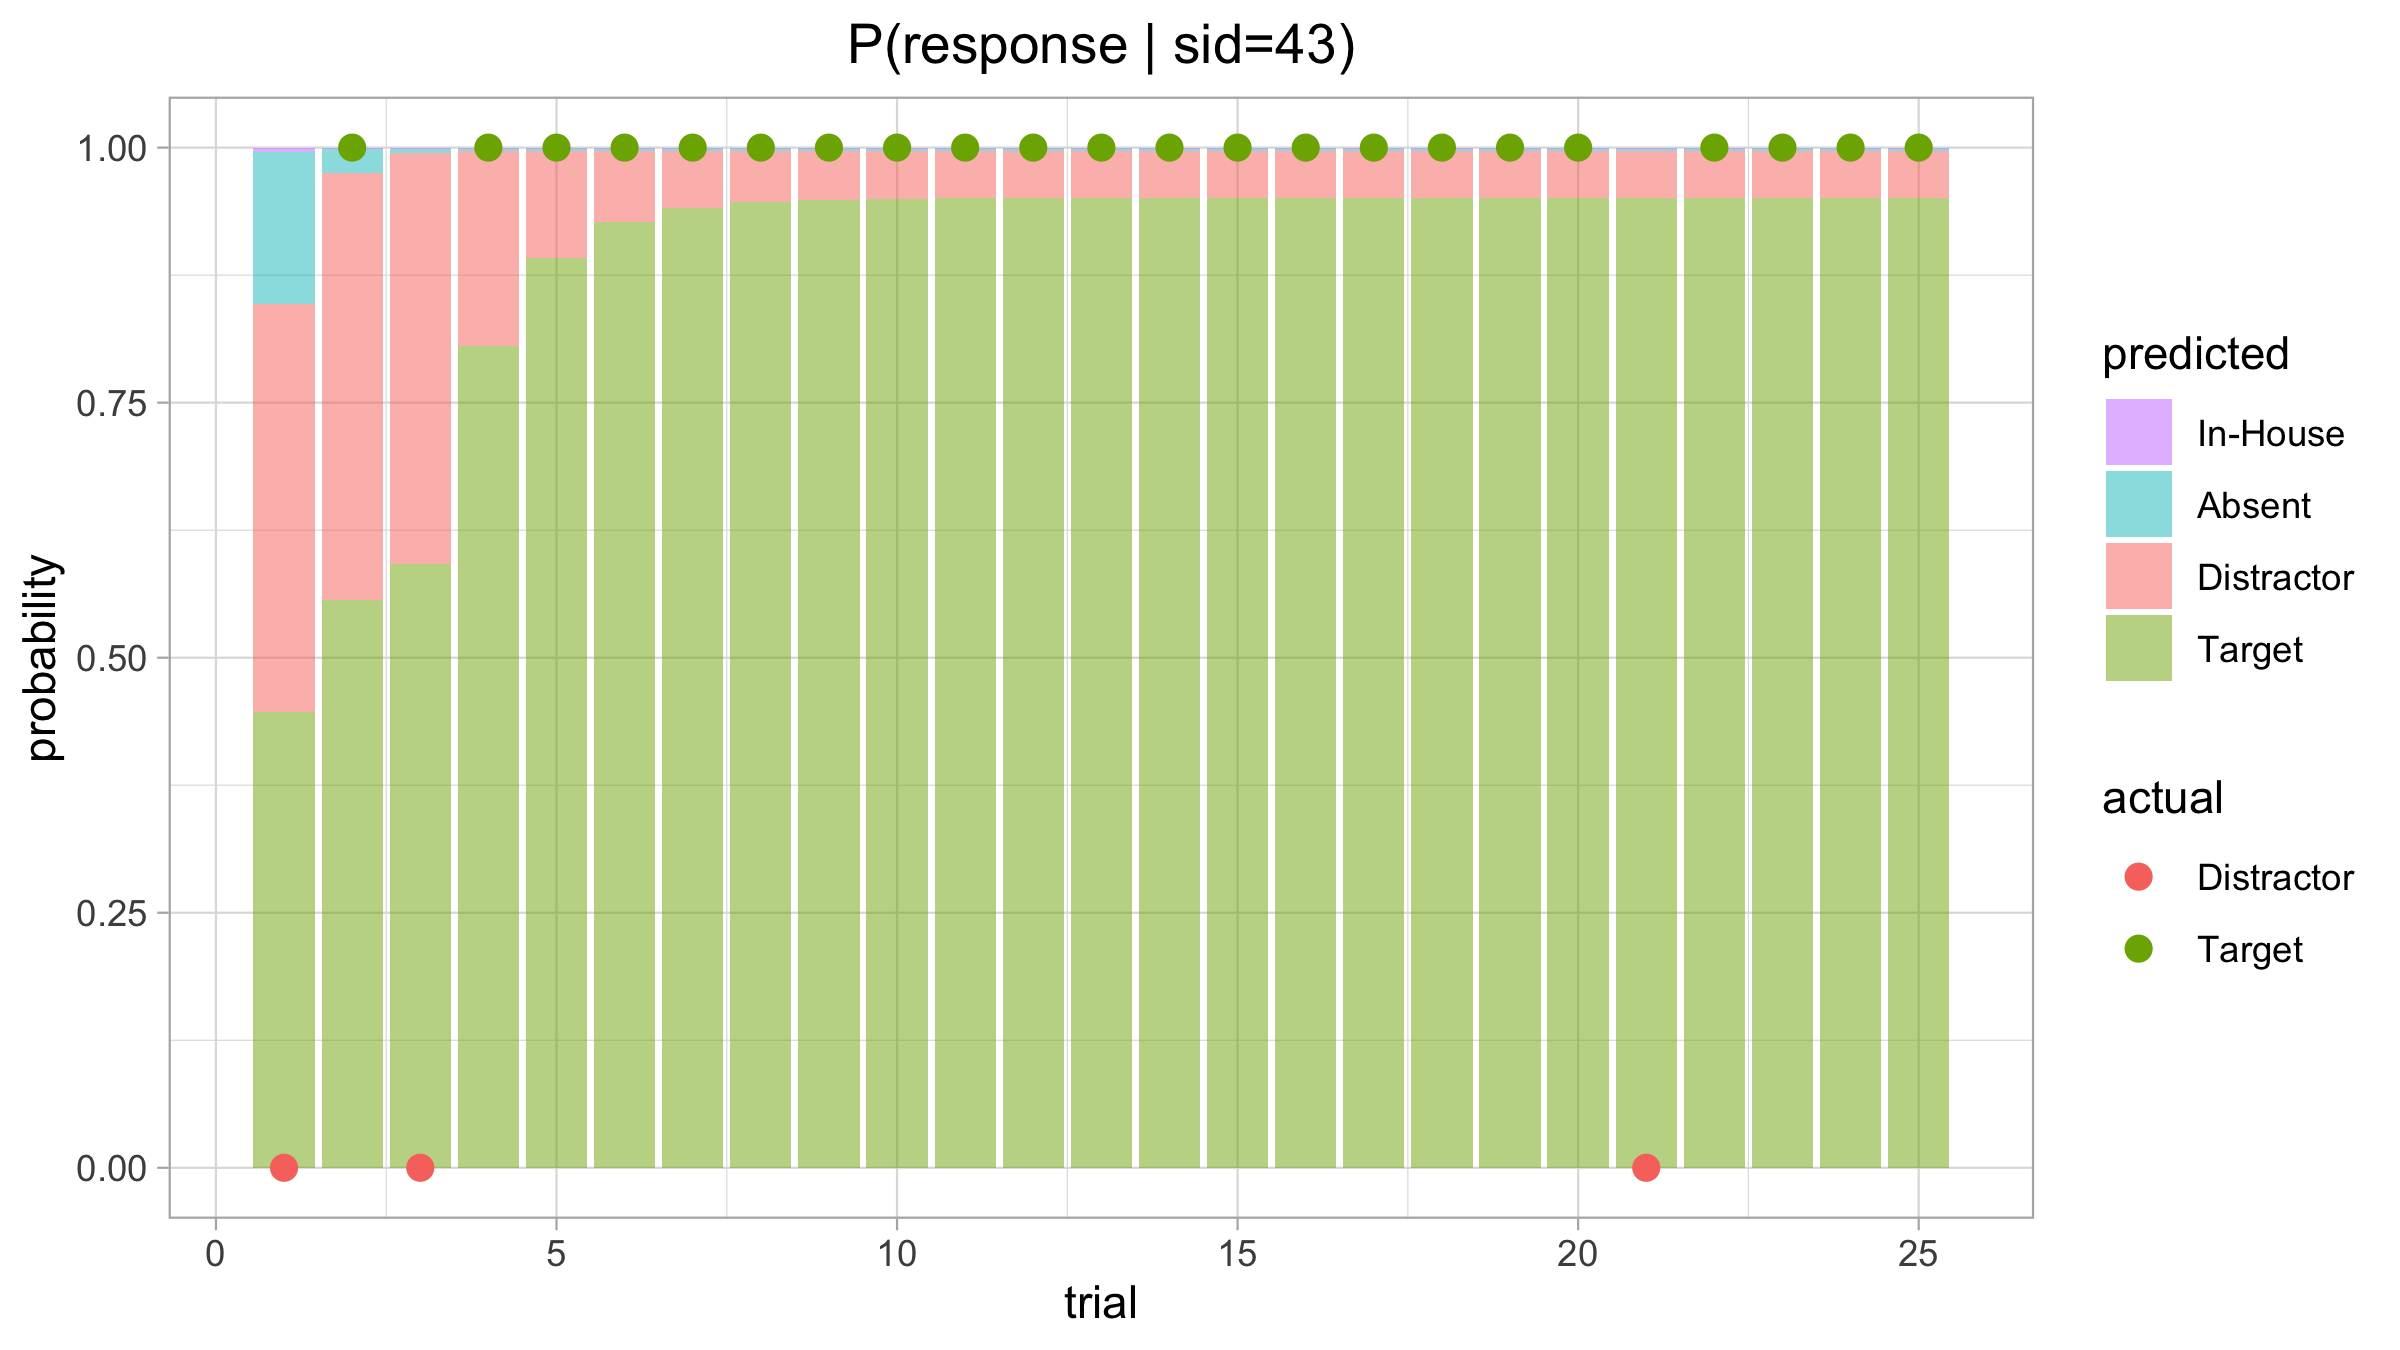 P(response | sid=43)
1.00
0.75
0.50
0.25
0.00
probability
0 5 10 15 20 25
trial
predicted
In-House
Absent
Distractor
Target
actual
Distractor
Target